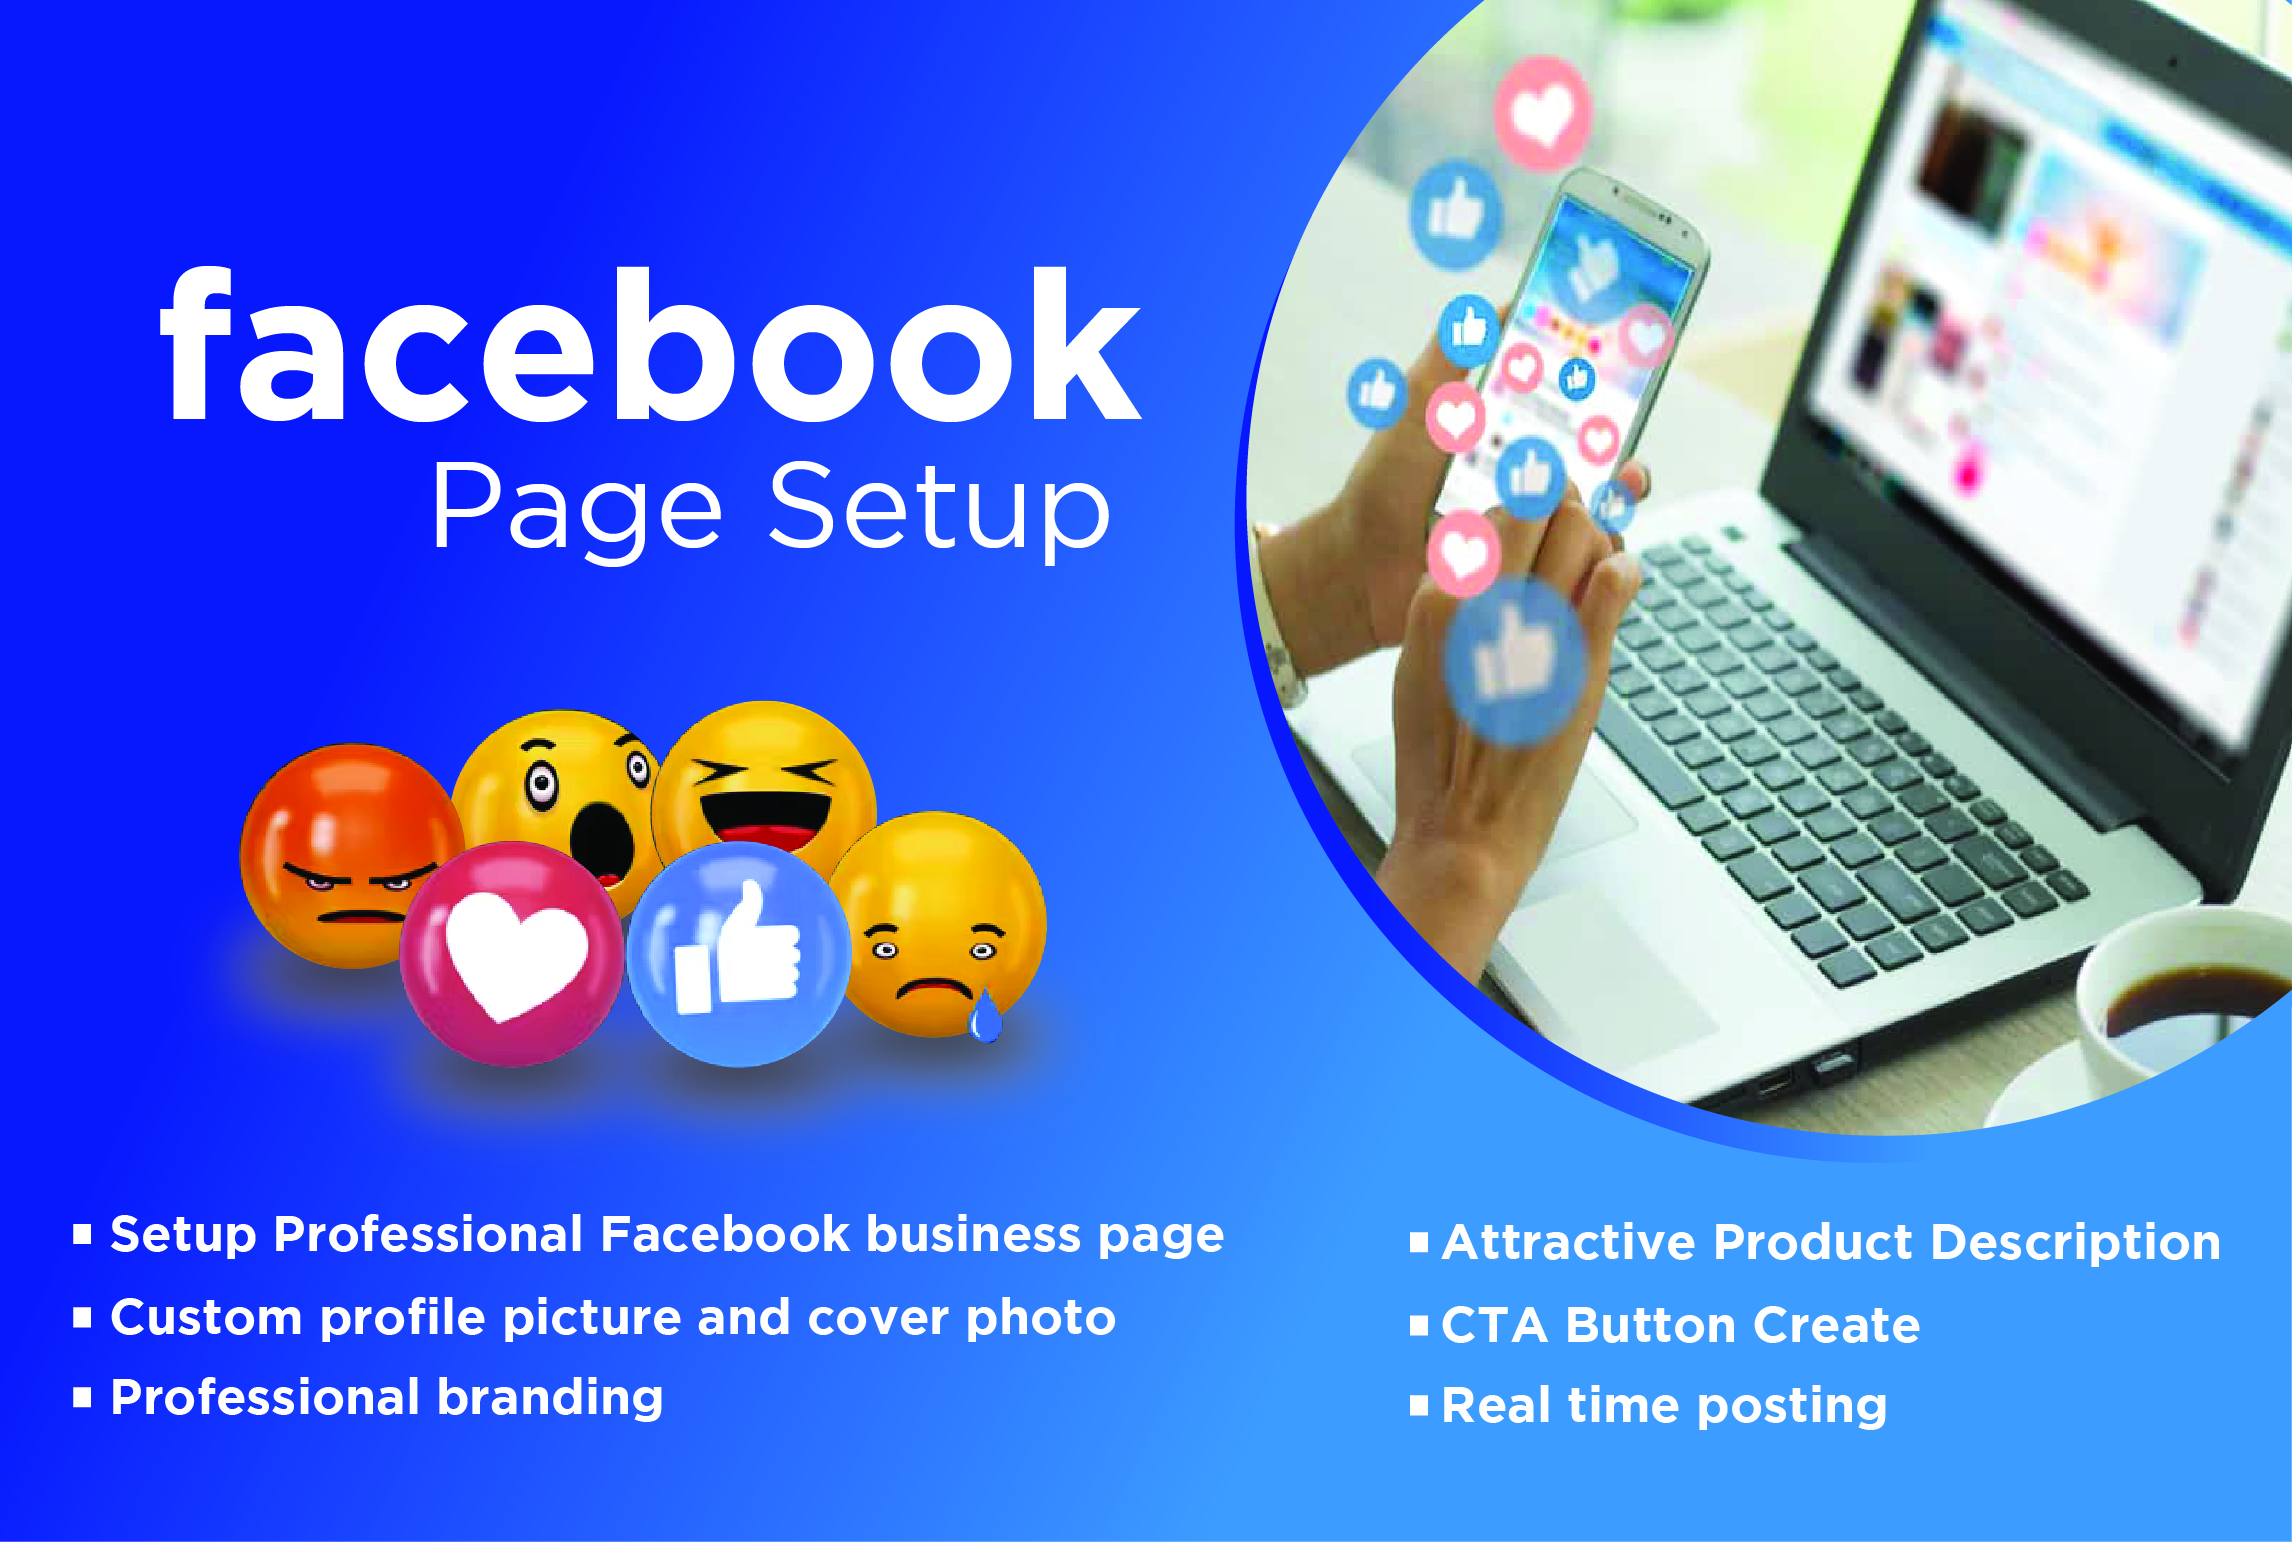 facebook
Page Setup
Setup Professional Facebook business page
Custom profile picture and cover photo
Professional branding
Attractive Product Description
CTA Button Create
Real time posting